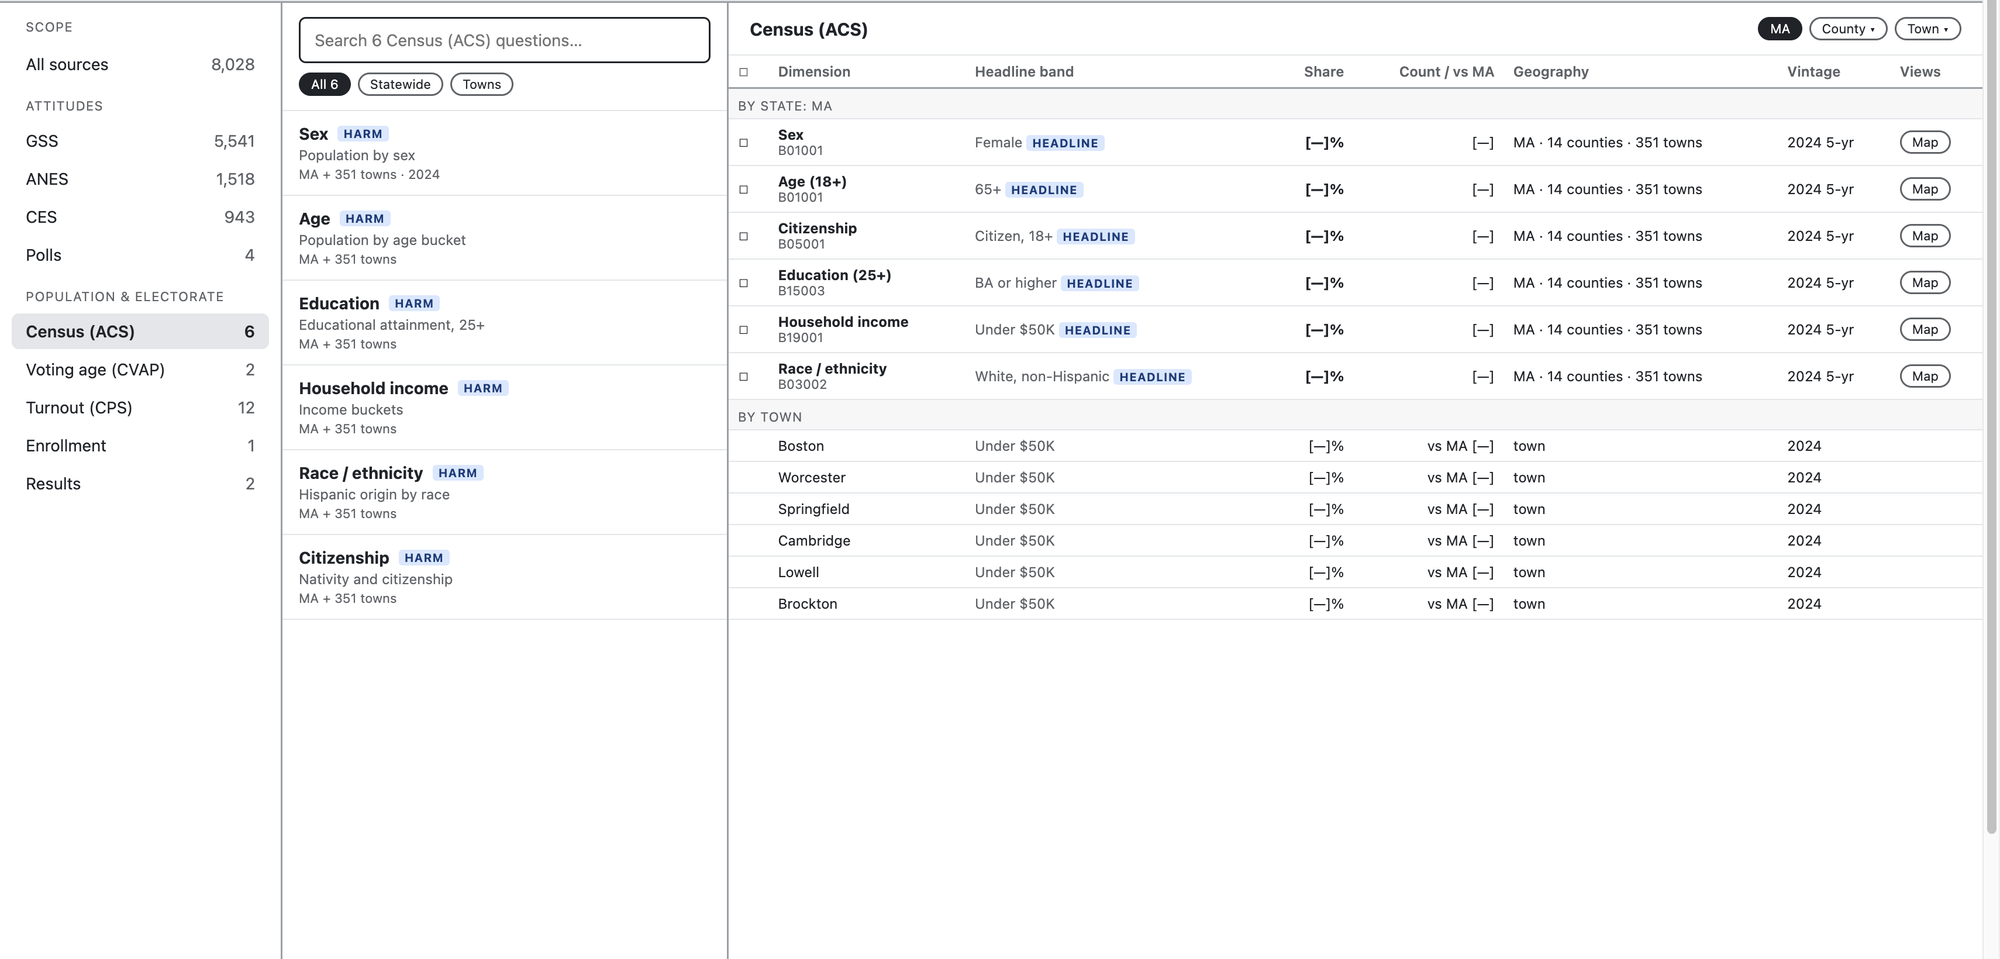 SCOPE
All sources 8,028
ATTITUDES
GSS 5,541
ANES 1,518
CES 943
Polls 4
POPULATION & ELECTORATE
Census (ACS) 6
Voting age (CVAP) 2
Turnout (CPS) 12
Enrollment 1
Results 2
Search 6 Census (ACS) questions...
All 6 Statewide Towns
Sex HARM
Population by sex
MA + 351 towns · 2024
Age HARM
Population by age bucket
MA + 351 towns
Education HARM
Educational attainment, 25+
MA + 351 towns
Household income HARM
Income buckets
MA + 351 towns
Race / ethnicity HARM
Hispanic origin by race
MA + 351 towns
Citizenship HARM
Nativity and citizenship
MA + 351 towns
Census (ACS) MA County ▾ Town ▾
Dimension Headline band Share Count / vs MA Geography Vintage Views
BY STATE: MA
Sex
B01001
Female HEADLINE [—]% [—] MA · 14 counties · 351 towns 2024 5-yr Map
Age (18+)
B01001
65+ HEADLINE [—]% [—] MA · 14 counties · 351 towns 2024 5-yr Map
Citizenship
B05001
Citizen, 18+ HEADLINE [—]% [—] MA · 14 counties · 351 towns 2024 5-yr Map
Education (25+)
B15003
BA or higher HEADLINE [—]% [—] MA · 14 counties · 351 towns 2024 5-yr Map
Household income
B19001
Under $50K HEADLINE [—]% [—] MA · 14 counties · 351 towns 2024 5-yr Map
Race / ethnicity
B03002
White, non-Hispanic HEADLINE [—]% [—] MA · 14 counties · 351 towns 2024 5-yr Map
BY TOWN
Boston Under $50K [—]% vs MA [—] town 2024
Worcester Under $50K [—]% vs MA [—] town 2024
Springfield Under $50K [—]% vs MA [—] town 2024
Cambridge Under $50K [—]% vs MA [—] town 2024
Lowell Under $50K [—]% vs MA [—] town 2024
Brockton Under $50K [—]% vs MA [—] town 2024